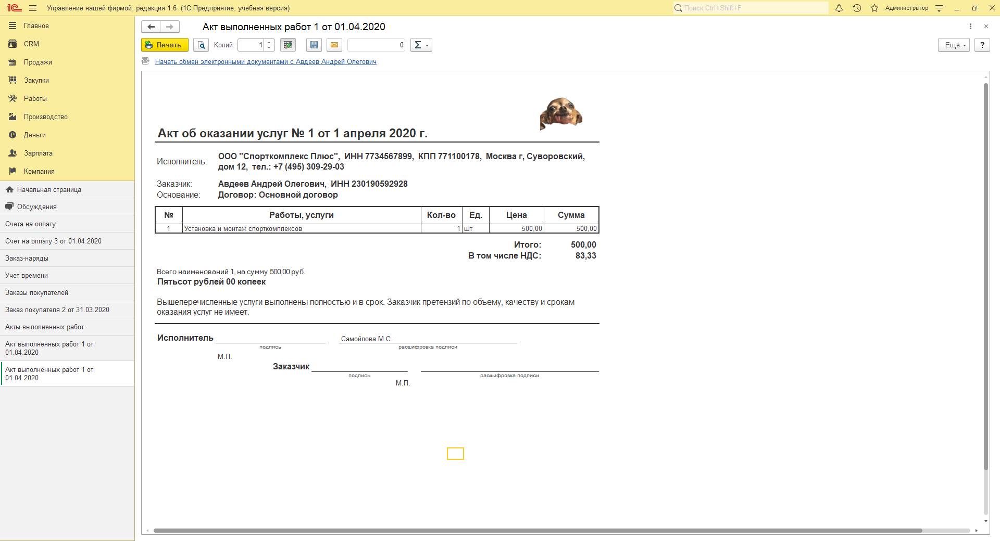 Управление нашей фирмой, редакция 1.6 (1С:Предприятие, учебная версия)
Поиск Ctrl+Shift+F
Администратор
Главное
CRM
Продажи
Закупки
Работы
Производство
Деньги
Зарплата
Компания
Начальная страница
Обсуждения
Счета на оплату
Счет на оплату 3 от 01.04.2020
Заказ-наряды
Учет времени
Заказы покупателей
Заказ покупателя 2 от 31.03.2020
Акты выполненных работ
Акт выполненных работ 1 от
01.04.2020
Акт выполненных работ 1 от
01.04.2020
Акт выполненных работ 1 от 01.04.2020
Печать Копий: 1 0 Σ Еще ?
Начать обмен электронными документами с Авдеев Андрей Олегович
Акт об оказании услуг № 1 от 1 апреля 2020 г.
Исполнитель: ООО "Спорткомплекс Плюс", ИНН 7734567899, КПП 771100178, Москва г, Суворовский,
дом 12, тел.: +7 (495) 309-29-03
Заказчик: Авдеев Андрей Олегович, ИНН 230190592928
Основание: Договор: Основной договор
№ Работы, услуги Кол-во Ед. Цена Сумма
1 Установка и монтаж спорткомплексов 1 шт 500,00 500,00
Итого: 500,00
В том числе НДС: 83,33
Всего наименований 1, на сумму 500,00 руб.
Пятьсот рублей 00 копеек
Вышеперечисленные услуги выполнены полностью и в срок. Заказчик претензий по объему, качеству и срокам
оказания услуг не имеет.
Исполнитель Самойлова М.С.
подпись расшифровка подписи
М.П.
Заказчик
подпись расшифровка подписи
М.П.